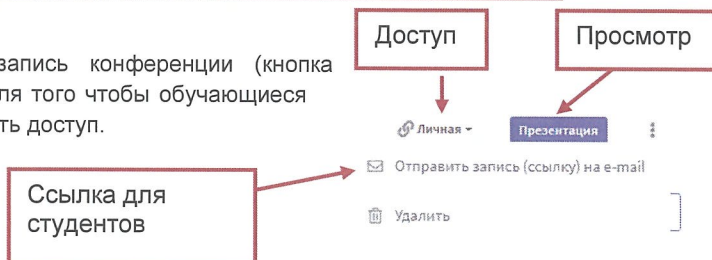 Доступ
Просмотр
запись конференции (кнопка
ля того чтобы обучающиеся
ть доступ.
Личная
Презентация
Отправить запись (ссылку) на e-mail
Ссылка для
студентов
Удалить